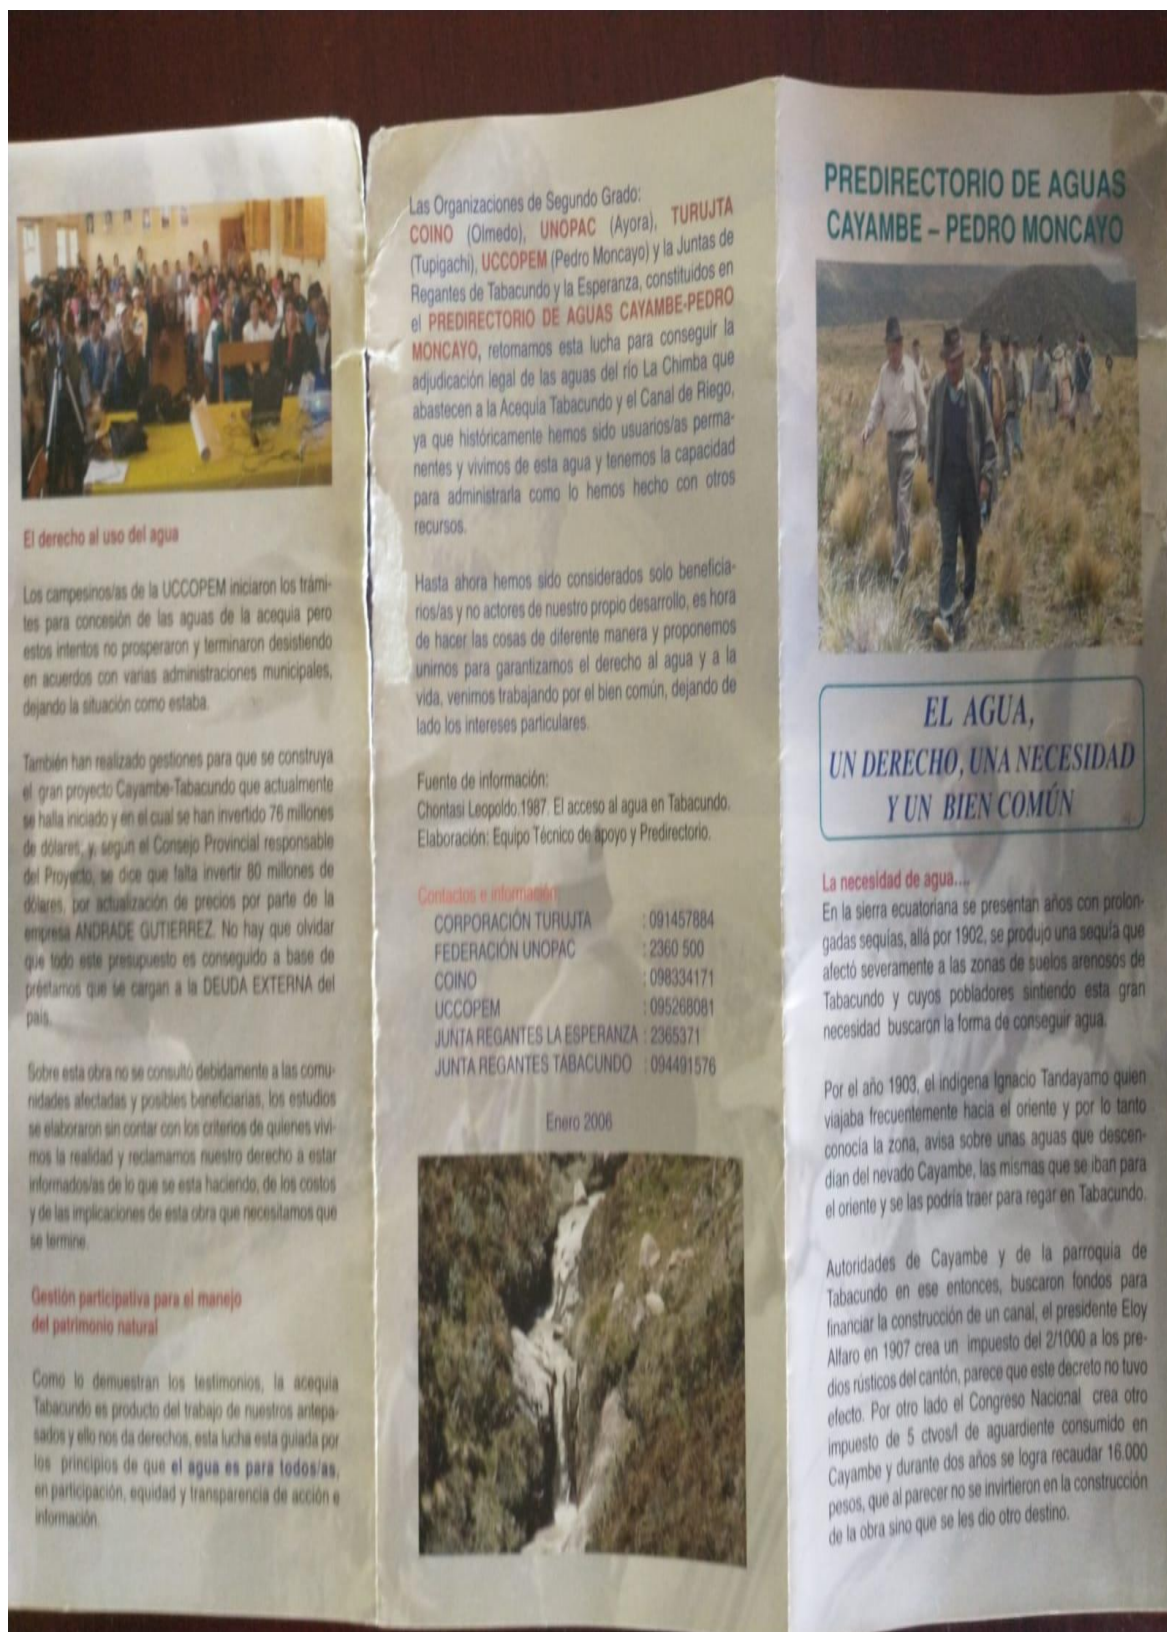 El derecho al uso del agua
Los campesinos/as de la UCCOPEM iniciaron los trámi-
tes para concesión de las aguas de la acequia pero
estos intentos no prosperaron y terminaron desistiendo
en acuerdos con varias administraciones municipales,
dejando la situación como estaba.
También han realizado gestiones para que se construya
el gran proyecto Cayambe-Tabacundo que actualmente
se halla iniciado y en el cual se han invertido 76 millones
de dólares, y, según el Consejo Provincial responsable
del Proyecto, se dice que falta invertir 80 millones de
dólares, por actualización de precios por parte de la
empresa ANDRADE GUTIERREZ. No hay que olvidar
que todo este presupuesto es conseguido a base de
préstamos que se cargan a la DEUDA EXTERNA del
país.
Sobre esta obra no se consultó debidamente a las comu-
nidades afectadas y posibles beneficiarias, los estudios
se elaboraron sin contar con los criterios de quienes vivi-
mos la realidad y reclamamos nuestro derecho a estar
informados/as de lo que se esta haciendo, de los costos
y de las implicaciones de esta obra que necesitamos que
se termine.
Gestión participativa para el manejo
del patrimonio natural
Como lo demuestran los testimonios, la acequia
Tabacundo es producto del trabajo de nuestros antepa-
sados y ello nos da derechos, esta lucha esta guiada por
los principios de que el agua es para todos/as,
en participación, equidad y transparencia de acción e
información.
Las Organizaciones de Segundo Grado:
COINO (Olmedo), UNOPAC (Ayora), TURUJTA
(Tupigachi), UCCOPEM (Pedro Moncayo) y la Juntas de
Regantes de Tabacundo y la Esperanza, constituidos en
el PREDIRECTORIO DE AGUAS CAYAMBE-PEDRO
MONCAYO, retomamos esta lucha para conseguir la
adjudicación legal de las aguas del río La Chimba que
abastecen a la Acequia Tabacundo y el Canal de Riego,
ya que históricamente hemos sido usuarios/as perma-
nentes y vivimos de esta agua y tenemos la capacidad
para administrarla como lo hemos hecho con otros
recursos.
Hasta ahora hemos sido considerados solo beneficia-
rios/as y no actores de nuestro propio desarrollo, es hora
de hacer las cosas de diferente manera y proponemos
unirnos para garantizarnos el derecho al agua y a la
vida, venimos trabajando por el bien común, dejando de
lado los intereses particulares.
Fuente de información:
Chontasi Leopoldo.1987. El acceso al agua en Tabacundo.
Elaboración: Equipo Técnico de apoyo y Predirectorio.
Contactos e información:
CORPORACIÓN TURUJTA : 091457884
FEDERACIÓN UNOPAC : 2360 500
COINO : 098334171
UCCOPEM : 095268081
JUNTA REGANTES LA ESPERANZA : 2365371
JUNTA REGANTES TABACUNDO : 094491576
Enero 2006
PREDIRECTORIO DE AGUAS
CAYAMBE – PEDRO MONCAYO
EL AGUA,
UN DERECHO, UNA NECESIDAD
Y UN BIEN COMÚN
La necesidad de agua....
En la sierra ecuatoriana se presentan años con prolon-
gadas sequías, allá por 1902, se produjo una sequía que
afectó severamente a las zonas de suelos arenosos de
Tabacundo y cuyos pobladores sintiendo esta gran
necesidad buscaron la forma de conseguir agua.
Por el año 1903, el indígena Ignacio Tandayamo quien
viajaba frecuentemente hacia el oriente y por lo tanto
conocía la zona, avisa sobre unas aguas que descen-
dían del nevado Cayambe, las mismas que se iban para
el oriente y se las podría traer para regar en Tabacundo.
Autoridades de Cayambe y de la parroquia de
Tabacundo en ese entonces, buscaron fondos para
financiar la construcción de un canal, el presidente Eloy
Alfaro en 1907 crea un impuesto del 2/1000 a los pre-
dios rústicos del cantón, parece que este decreto no tuvo
efecto. Por otro lado el Congreso Nacional crea otro
impuesto de 5 ctvos/l de aguardiente consumido en
Cayambe y durante dos años se logra recaudar 16.000
pesos, que al parecer no se invirtieron en la construcción
de la obra sino que se les dio otro destino.